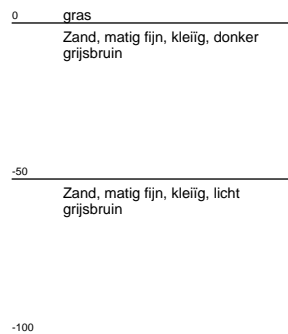 0 gras
Zand, matig fijn, kleiïg, donker
grijsbruin
-50
Zand, matig fijn, kleiïg, licht
grijsbruin
-100